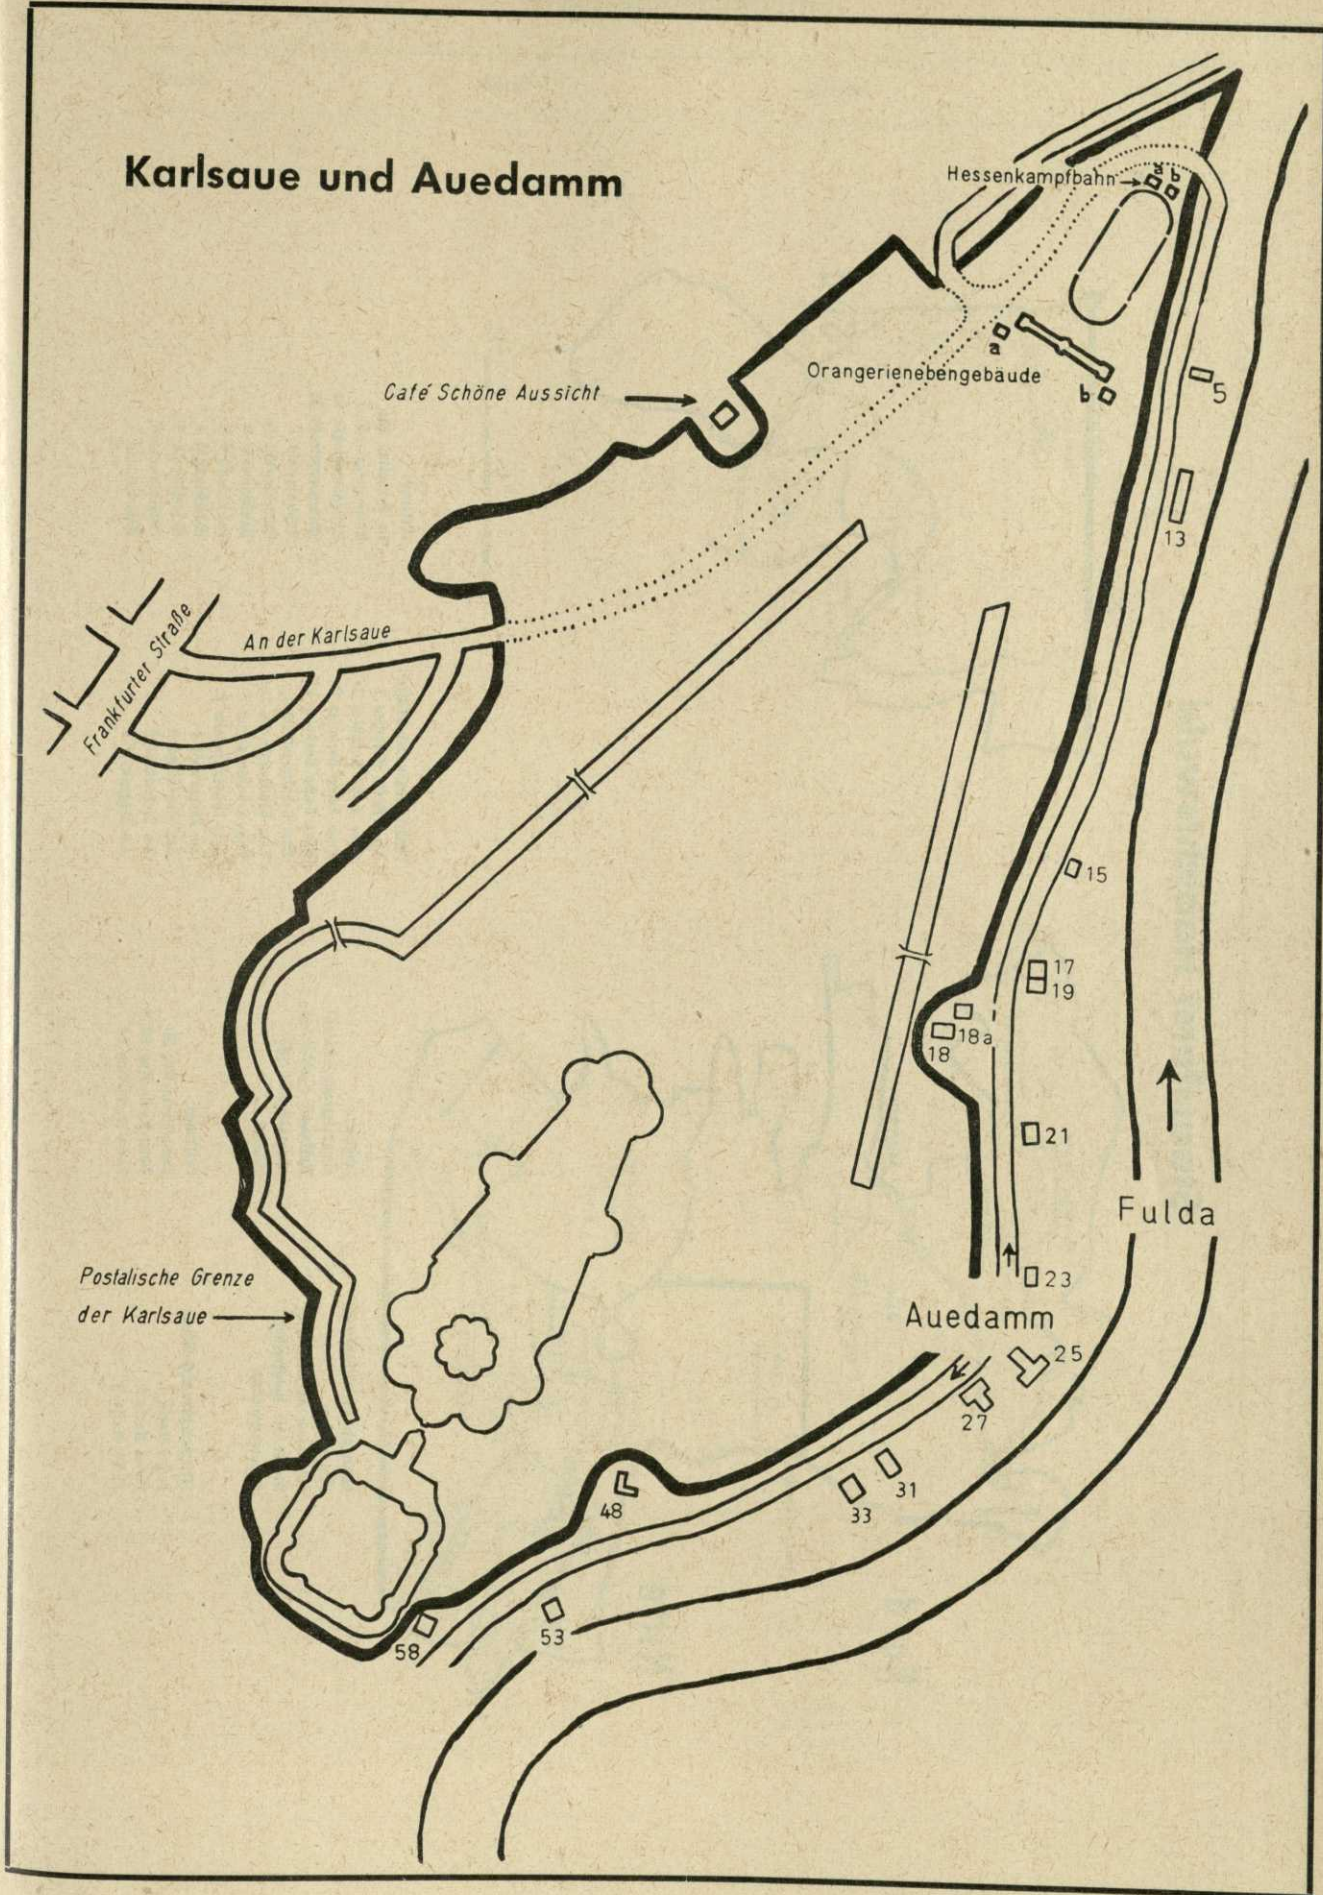 Karlsaue und Auedamm
Hessenkampfbahn
a
b
Orangerienebengebäude
a
b
Café Schöne Aussicht
5
13
An der Karlsaue
Frankfurter Straße
15
17
19
18a
18
21
Fulda
23
Postalische Grenze
der Karlsaue
Auedamm
25
27
31
33
48
53
58